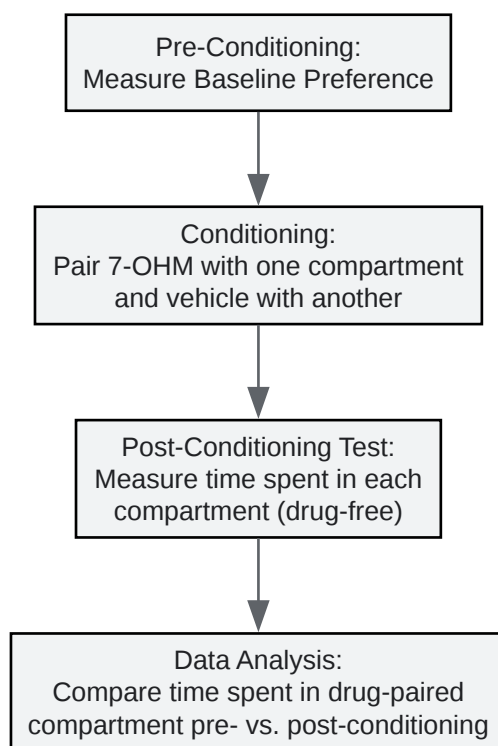 Pre-Conditioning:
Measure Baseline Preference
Conditioning:
Pair 7-OHM with one compartment
and vehicle with another
Post-Conditioning Test:
Measure time spent in each
compartment (drug-free)
Data Analysis:
Compare time spent in drug-paired
compartment pre- vs. post-conditioning